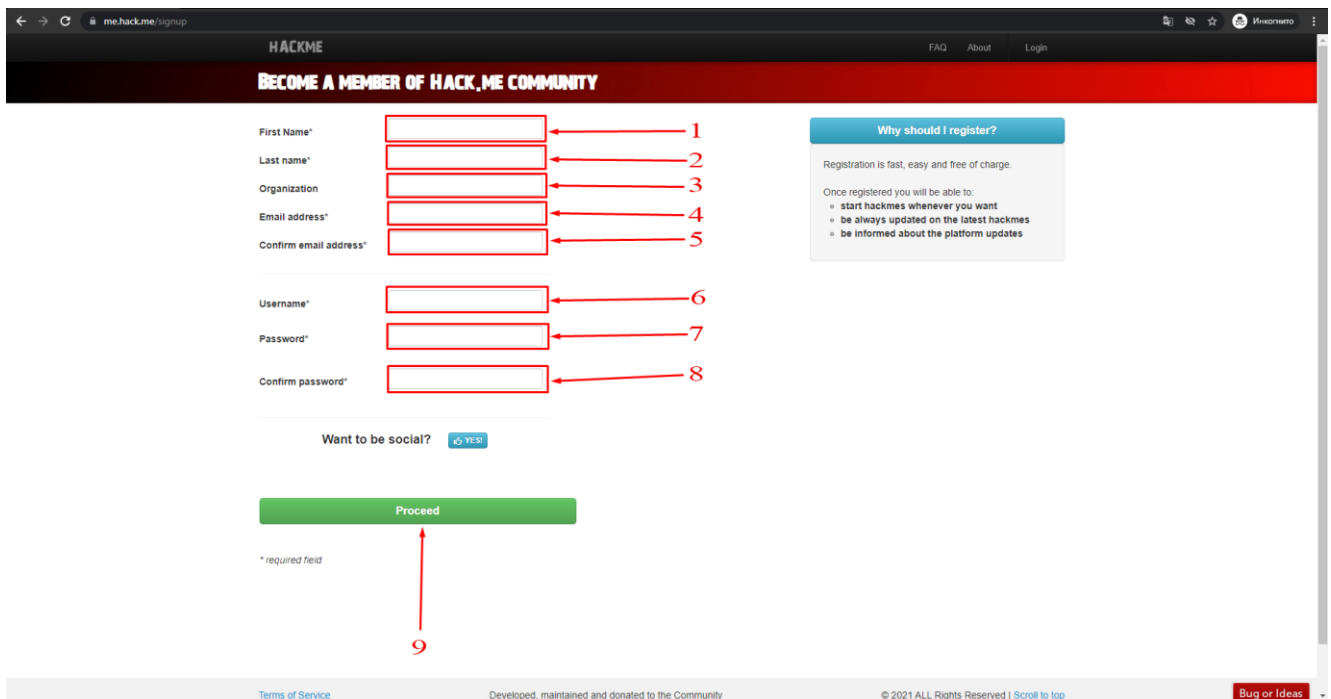 me.hack.me/signup
Инкогнито
HACKME
FAQ About Login
BECOME A MEMBER OF HACK.ME COMMUNITY
First Name*
1
Last name*
2
Organization
3
Email address*
4
Confirm email address*
5
Username*
6
Password*
7
Confirm password*
8
Want to be social?
YES!
Proceed
* required field
9
Why should I register?
Registration is fast, easy and free of charge.
Once registered you will be able to:
start hackmes whenever you want
be always updated on the latest hackmes
be informed about the platform updates
Terms of Service
Developed, maintained and donated to the Community
© 2021 ALL Rights Reserved | Scroll to top
Bug or Ideas